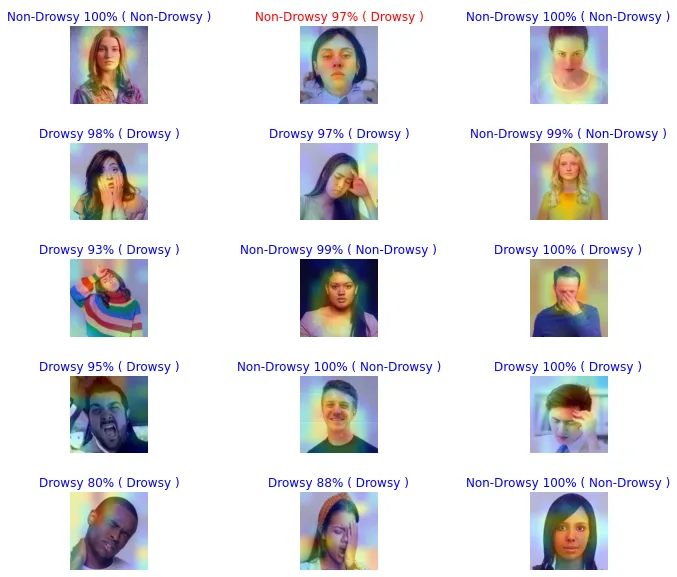 Non-Drowsy 100% ( Non-Drowsy )
Non-Drowsy 97% ( Drowsy )
Non-Drowsy 100% ( Non-Drowsy )
Drowsy 98% ( Drowsy )
Drowsy 97% ( Drowsy )
Non-Drowsy 99% ( Non-Drowsy )
Drowsy 93% ( Drowsy )
Non-Drowsy 99% ( Non-Drowsy )
Drowsy 100% ( Drowsy )
Drowsy 95% ( Drowsy )
Non-Drowsy 100% ( Non-Drowsy )
Drowsy 100% ( Drowsy )
Drowsy 80% ( Drowsy )
Drowsy 88% ( Drowsy )
Non-Drowsy 100% ( Non-Drowsy )